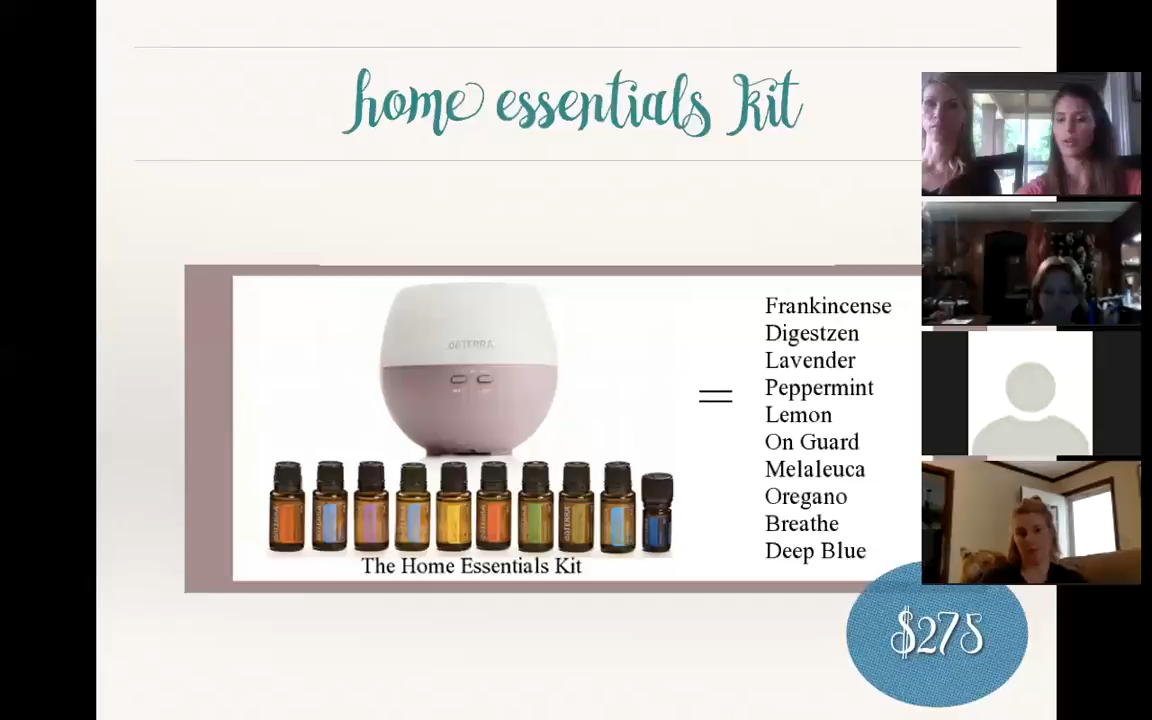 home essentials kit
dōTERRA
Frankincense
Digestzen
Lavender
Peppermint
Lemon
On Guard
Melaleuca
Oregano
Breathe
Deep Blue
=
The Home Essentials Kit
$275